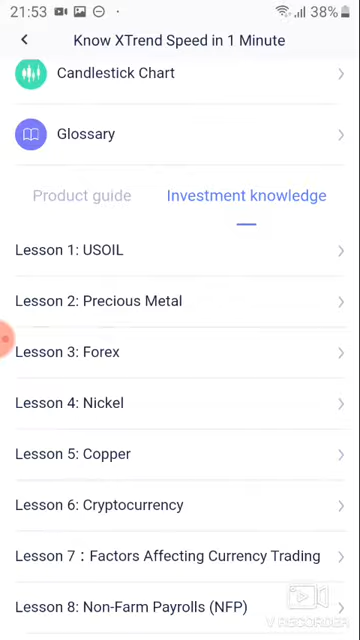 21:53 38%
Know XTrend Speed in 1 Minute
Candlestick Chart
Glossary
Product guide Investment knowledge
Lesson 1: USOIL
Lesson 2: Precious Metal
Lesson 3: Forex
Lesson 4: Nickel
Lesson 5: Copper
Lesson 6: Cryptocurrency
Lesson 7：Factors Affecting Currency Trading
Lesson 8: Non-Farm Payrolls (NFP)
V RECORDER